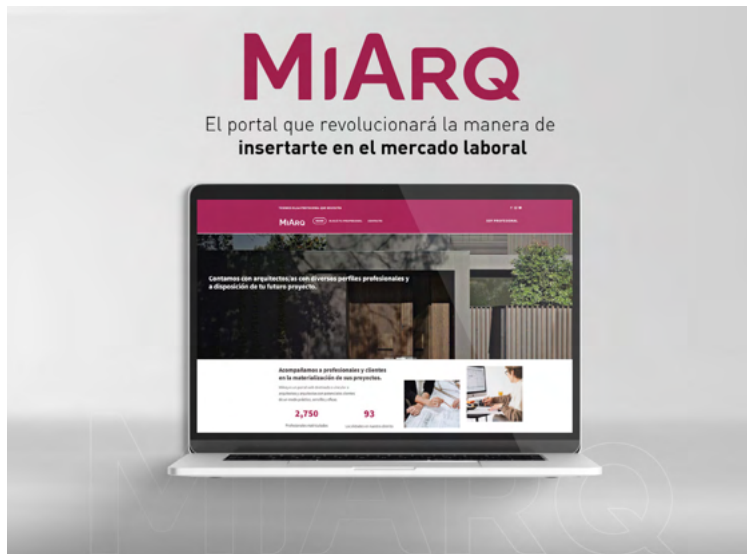 MIARQ
El portal que revolucionará la manera de
insertarte en el mercado laboral
MIARQ
Contamos con arquitectos/as con diversos perfiles profesionales y
a disposición de tu futuro proyecto.
Acompañamos a profesionales y clientes
en la materialización de sus proyectos.
2,750
93
MIARQ